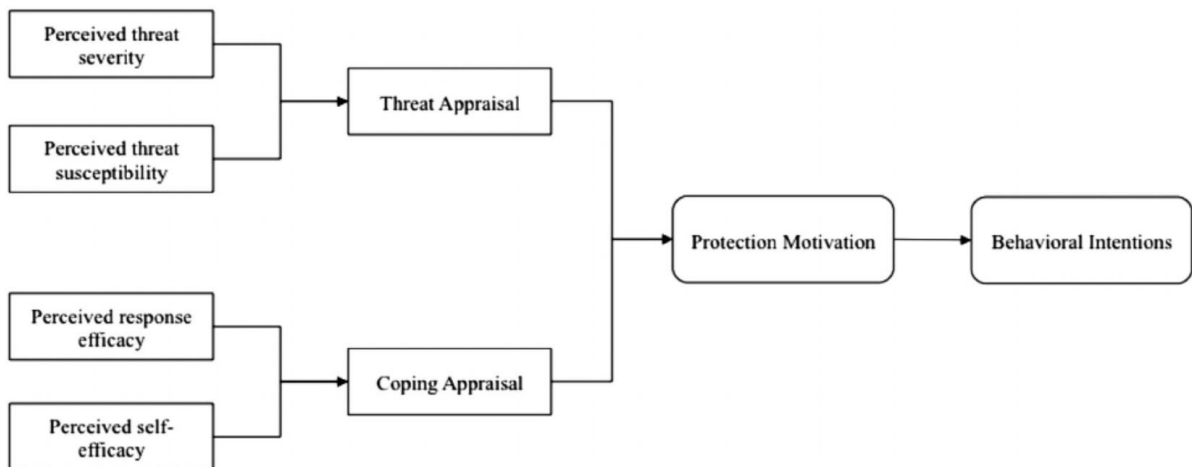 Perceived threat
severity
Threat Appraisal
Perceived threat
susceptibility
Protection Motivation
Behavioral Intentions
Perceived response
efficacy
Coping Appraisal
Perceived self-
efficacy